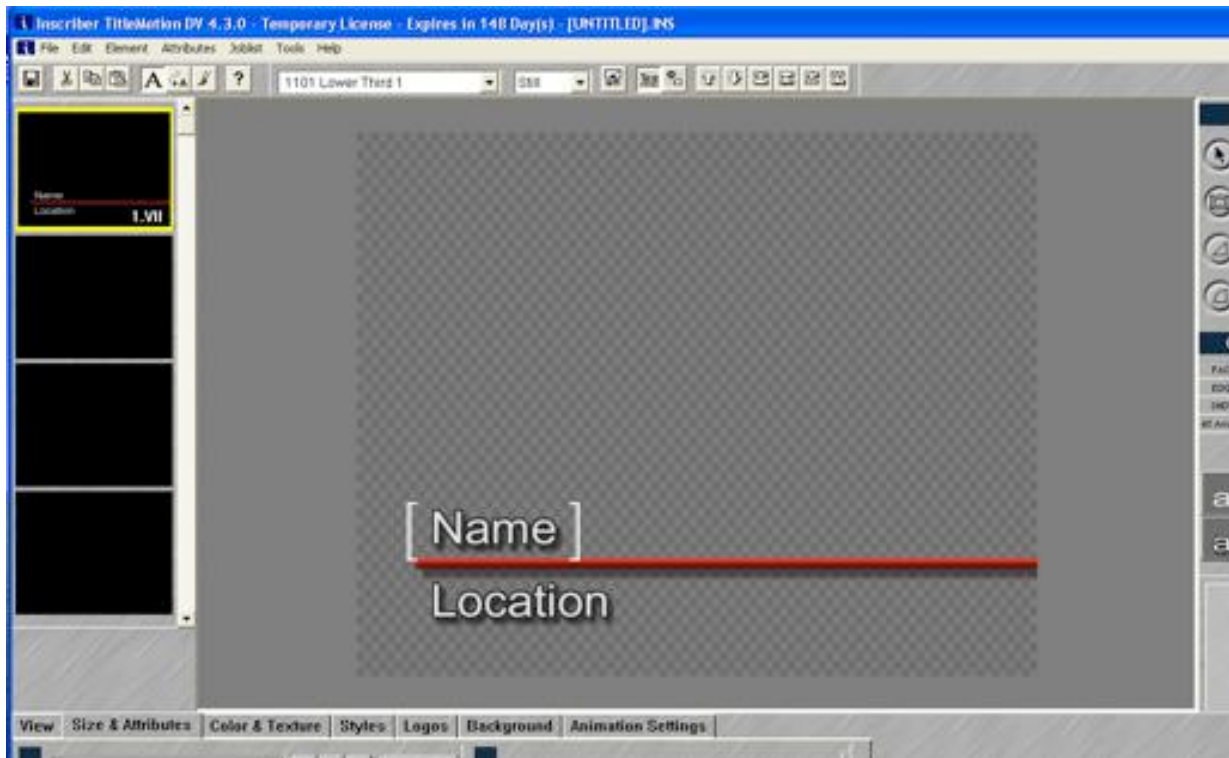 Inscriber TitleMotion DV 4.3.0 - Temporary License - Expires in 148 Day(s) - [UNTITLED].INS
File Edit Element Attributes Joblist Tools Help
A ? 1101 Lower Third 1 Still
Name
Location 1.VII
[ Name ]
Location
a
a
View Size & Attributes Color & Texture Styles Logos Background Animation Settings